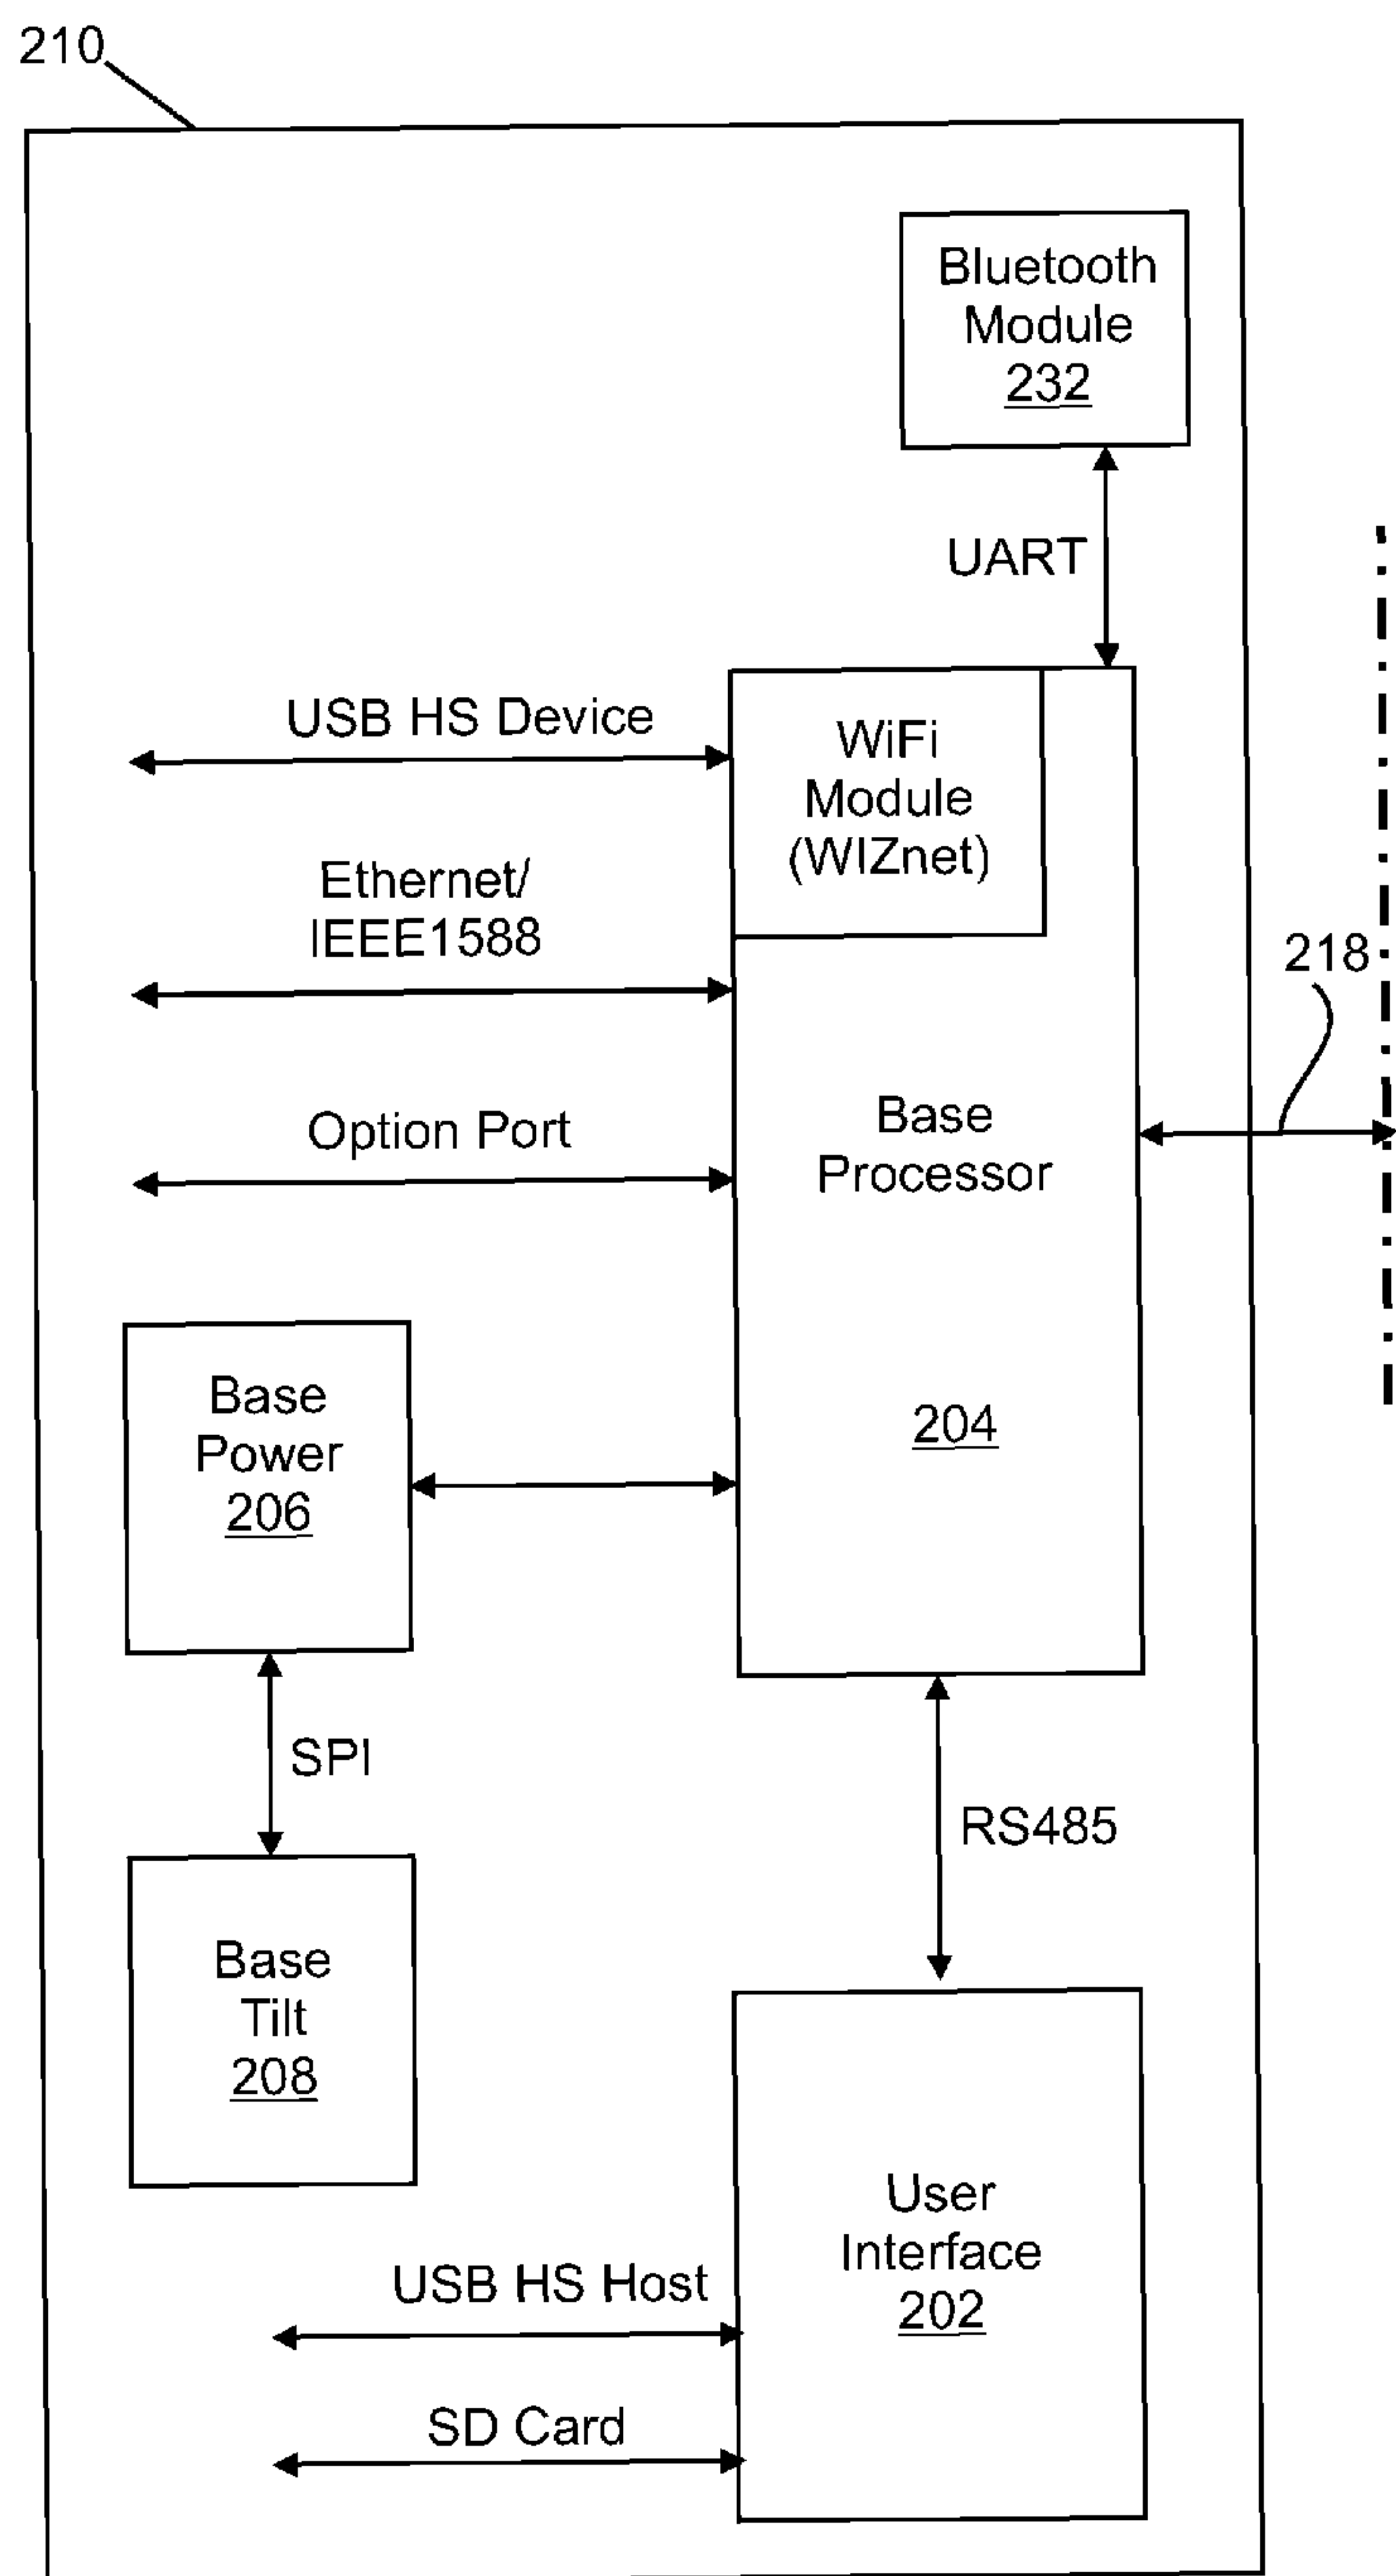 210
Bluetooth
Module
232
UART
USB HS Device
WiFi
Module
(WIZnet)
Ethernet/
IEEE1588
218
Option Port
Base
Processor
204
Base
Power
206
SPI
RS485
Base
Tilt
208
User
Interface
202
USB HS Host
SD Card